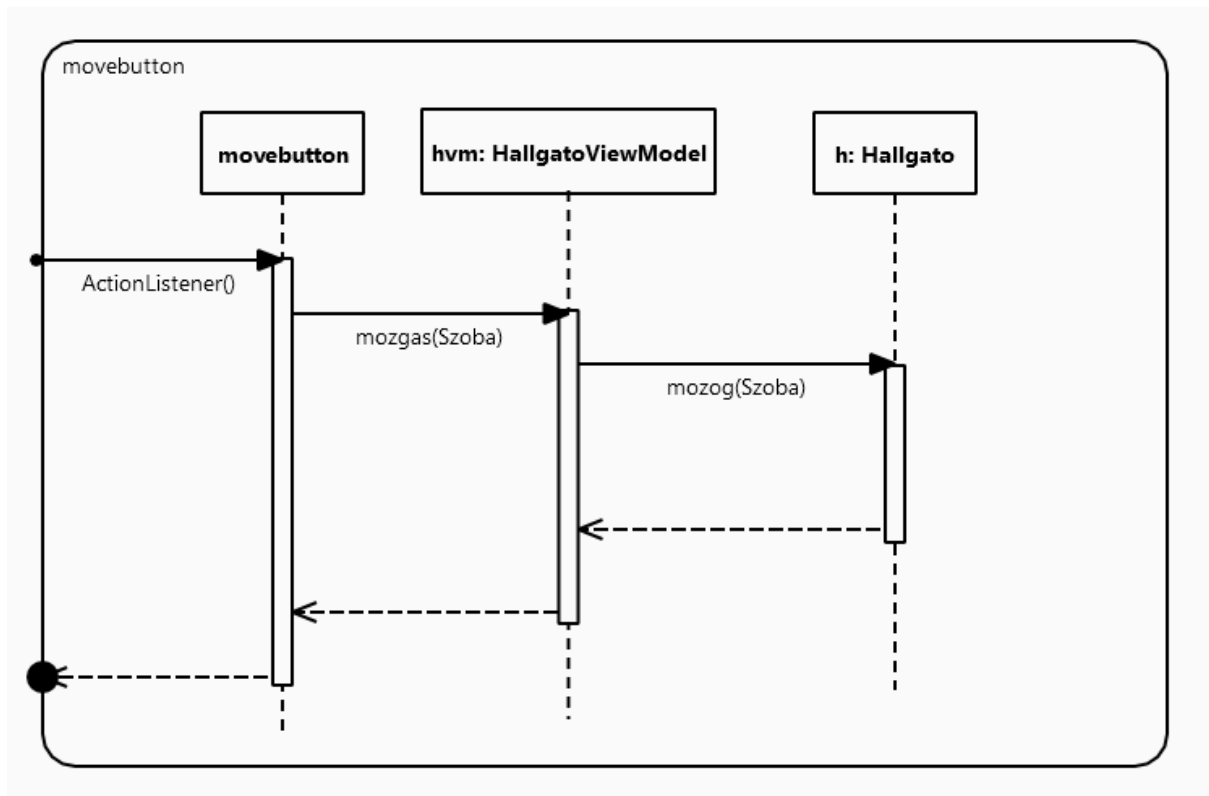 movebutton
movebutton
hvm: HallgatoViewModel
h: Hallgato
ActionListener()
mozgas(Szoba)
mozog(Szoba)